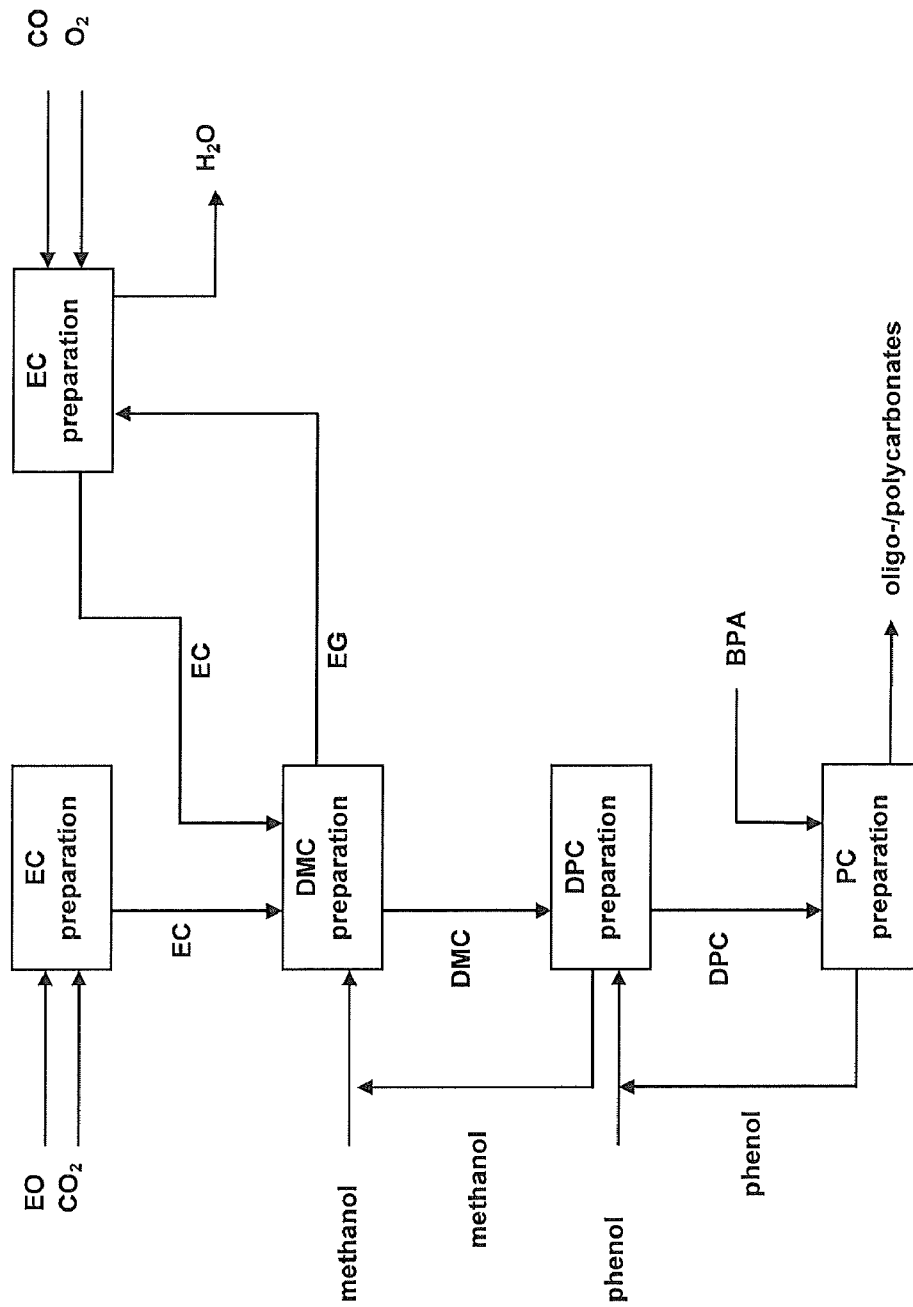 EO
CO₂
EC
preparation
EC
EC
preparation
CO
O₂
H₂O
EC
EG
methanol
DMC
preparation
DMC
methanol
phenol
DPC
preparation
DPC
phenol
BPA
PC
preparation
oligo-/polycarbonates